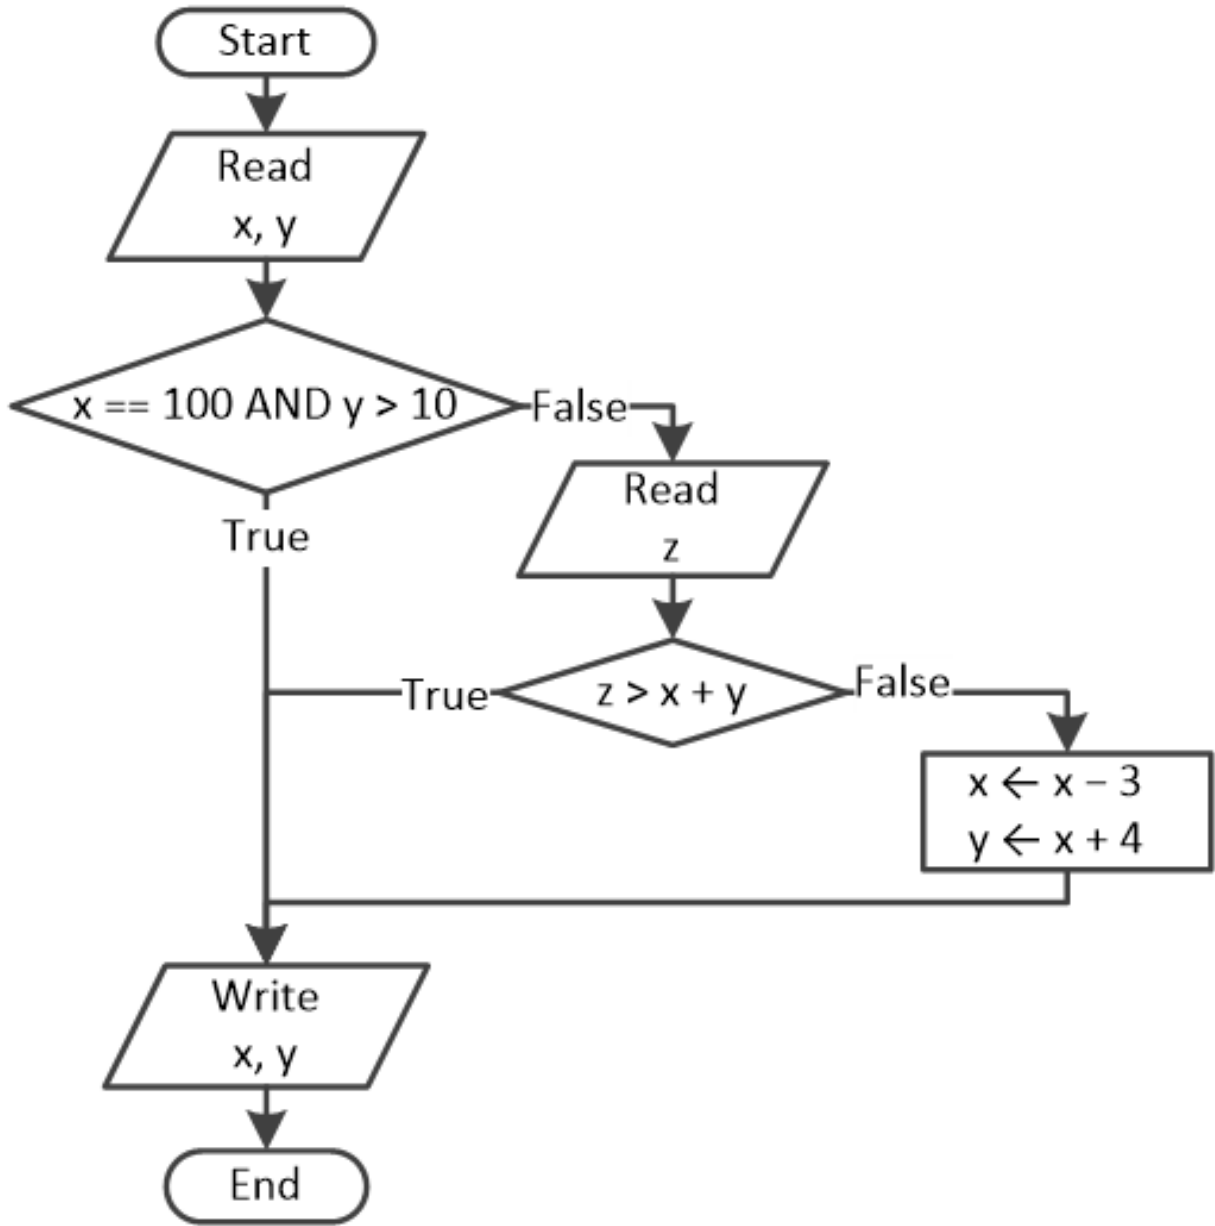 Start
Read
x, y
x == 100 AND y > 10
False
True
Read
z
z > x + y
True
False
x ← x – 3
y ← x + 4
Write
x, y
End